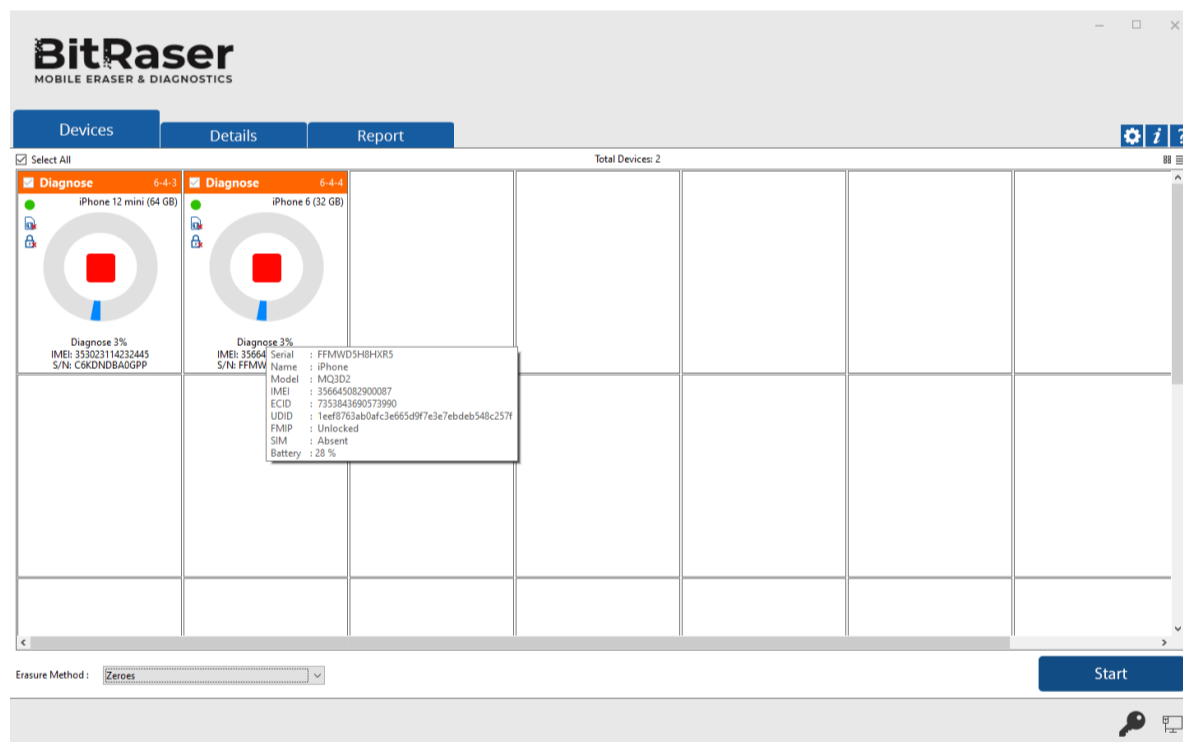 BitRaser
MOBILE ERASER & DIAGNOSTICS
Devices
Details
Report
Select All
Total Devices: 2
Diagnose 6-4-3
iPhone 12 mini (64 GB)
Diagnose 3%
IMEI: 353023114232445
S/N: C6KDNDBA0GPP
Diagnose 6-4-4
iPhone 6 (32 GB)
Diagnose 3%
IMEI: 35664
S/N: FFMW
Serial : FFMWD5H8HXR5
Name : iPhone
Model : MQ3D2
IMEI : 356645082900087
ECID : 7353843690573990
UDID : 1eef8763ab0afc3e665d9f7e3e7ebdeb548c257f
FMIP : Unlocked
SIM : Absent
Battery : 28 %
Erasure Method :
Zeroes
Start